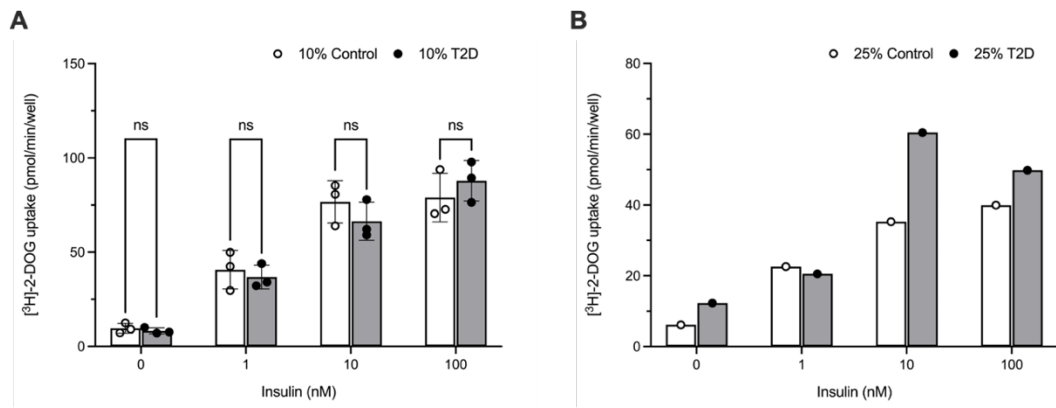 A
B
10% Control
10% T2D
25% Control
25% T2D
[³H]-2-DOG uptake (pmol/min/well)
150
100
50
0
ns
ns
ns
ns
0
1
10
100
Insulin (nM)
[³H]-2-DOG uptake (pmol/min/well)
80
60
40
20
0
0
1
10
100
Insulin (nM)